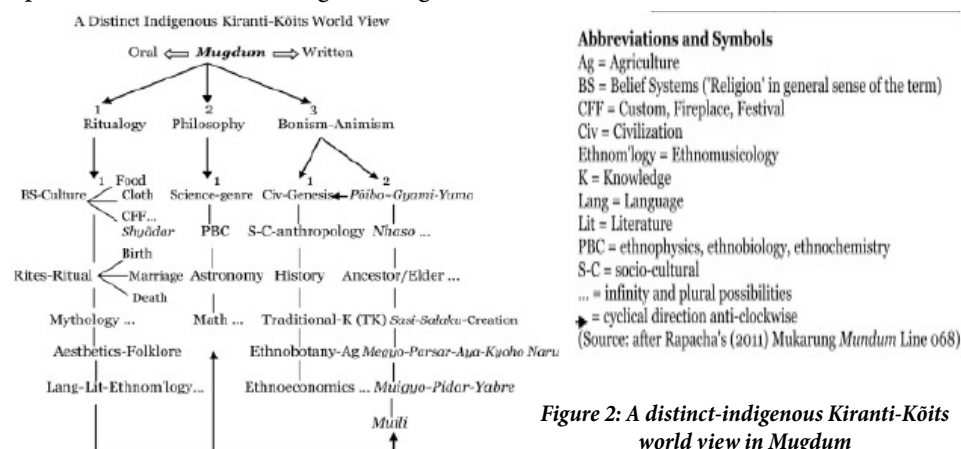 A Distinct Indigenous Kiranti-Kõits World View
Oral Mugdum Written
1 2 3
Ritualogy Philosophy Bonism-Animism
1 1 1 2
BS-Culture Food Cloth CFF... Shyãdar Science-genre Civ-Genesis Põibo-Gyami-Yuma
PBC S-C-anthropology Nhaso ...
Rites-Ritual Birth Marriage Death Astronomy History Ancestor/Elder ...
Mythology ... Math ... Traditional-K (TK) Sasi-Salaku-Creation
Aesthetics-Folklore Ethnobotany-Ag Megyo-Parsar-Aya-Kyoho Naru
Lang-Lit-Ethnom'logy... Ethnoeconomics ... Muigyo-Pidar-Yabre
Muili
Abbreviations and Symbols
Ag = Agriculture
BS = Belief Systems ('Religion' in general sense of the term)
CFF = Custom, Fireplace, Festival
Civ = Civilization
Ethnom'logy = Ethnomusicology
K = Knowledge
Lang = Language
Lit = Literature
PBC = ethnophysics, ethnobiology, ethnochemistry
S-C = socio-cultural
... = infinity and plural possibilities
= cyclical direction anti-clockwise
(Source: after Rapacha's (2011) Mukarung Mundum Line 068)
Figure 2: A distinct-indigenous Kiranti-Kõits
world view in Mugdum